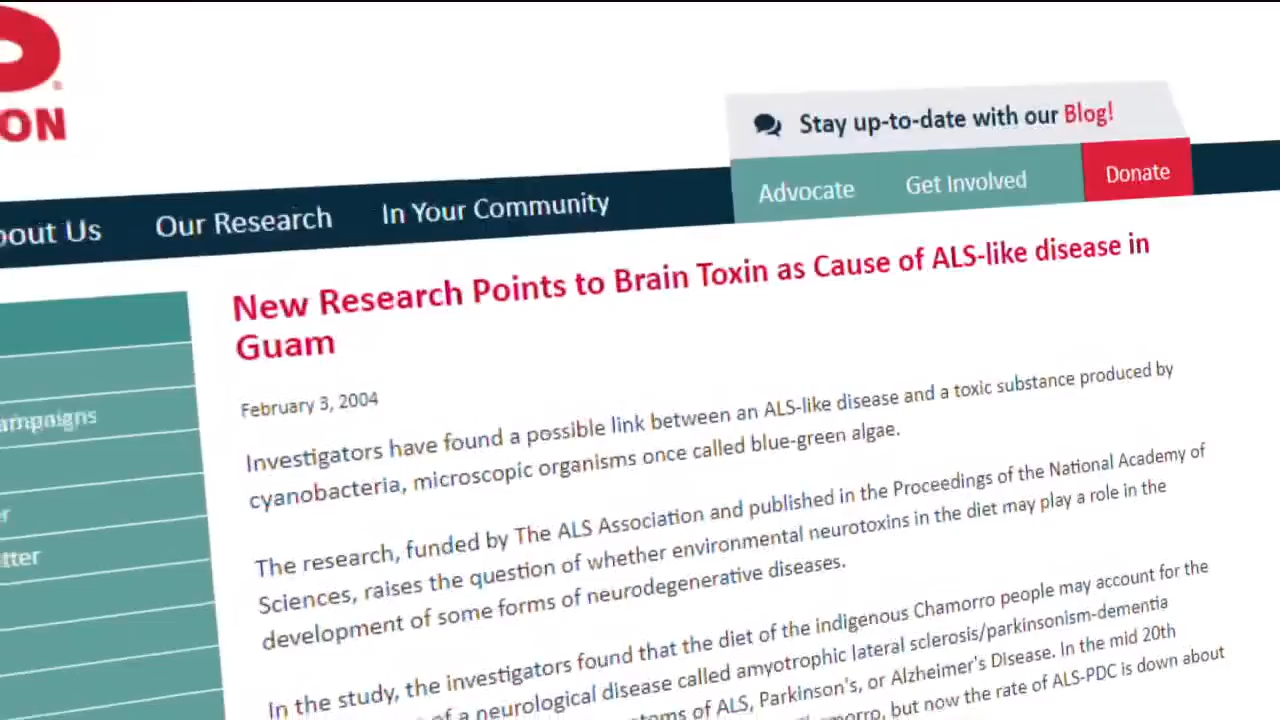 ON
Stay up-to-date with our Blog!
Advocate Get Involved Donate
bout Us Our Research In Your Community
New Research Points to Brain Toxin as Cause of ALS-like disease in
Guam
February 3, 2004
Investigators have found a possible link between an ALS-like disease and a toxic substance produced by
cyanobacteria, microscopic organisms once called blue-green algae.
The research, funded by The ALS Association and published in the Proceedings of the National Academy of
Sciences, raises the question of whether environmental neurotoxins in the diet may play a role in the
development of some forms of neurodegenerative diseases.
In the study, the investigators found that the diet of the indigenous Chamorro people may account for the
of a neurological disease called amyotrophic lateral sclerosis/parkinsonism-dementia
toms of ALS, Parkinson's, or Alzheimer's Disease. In the mid 20th
morro, but now the rate of ALS-PDC is down about
ampaigns
r
tter